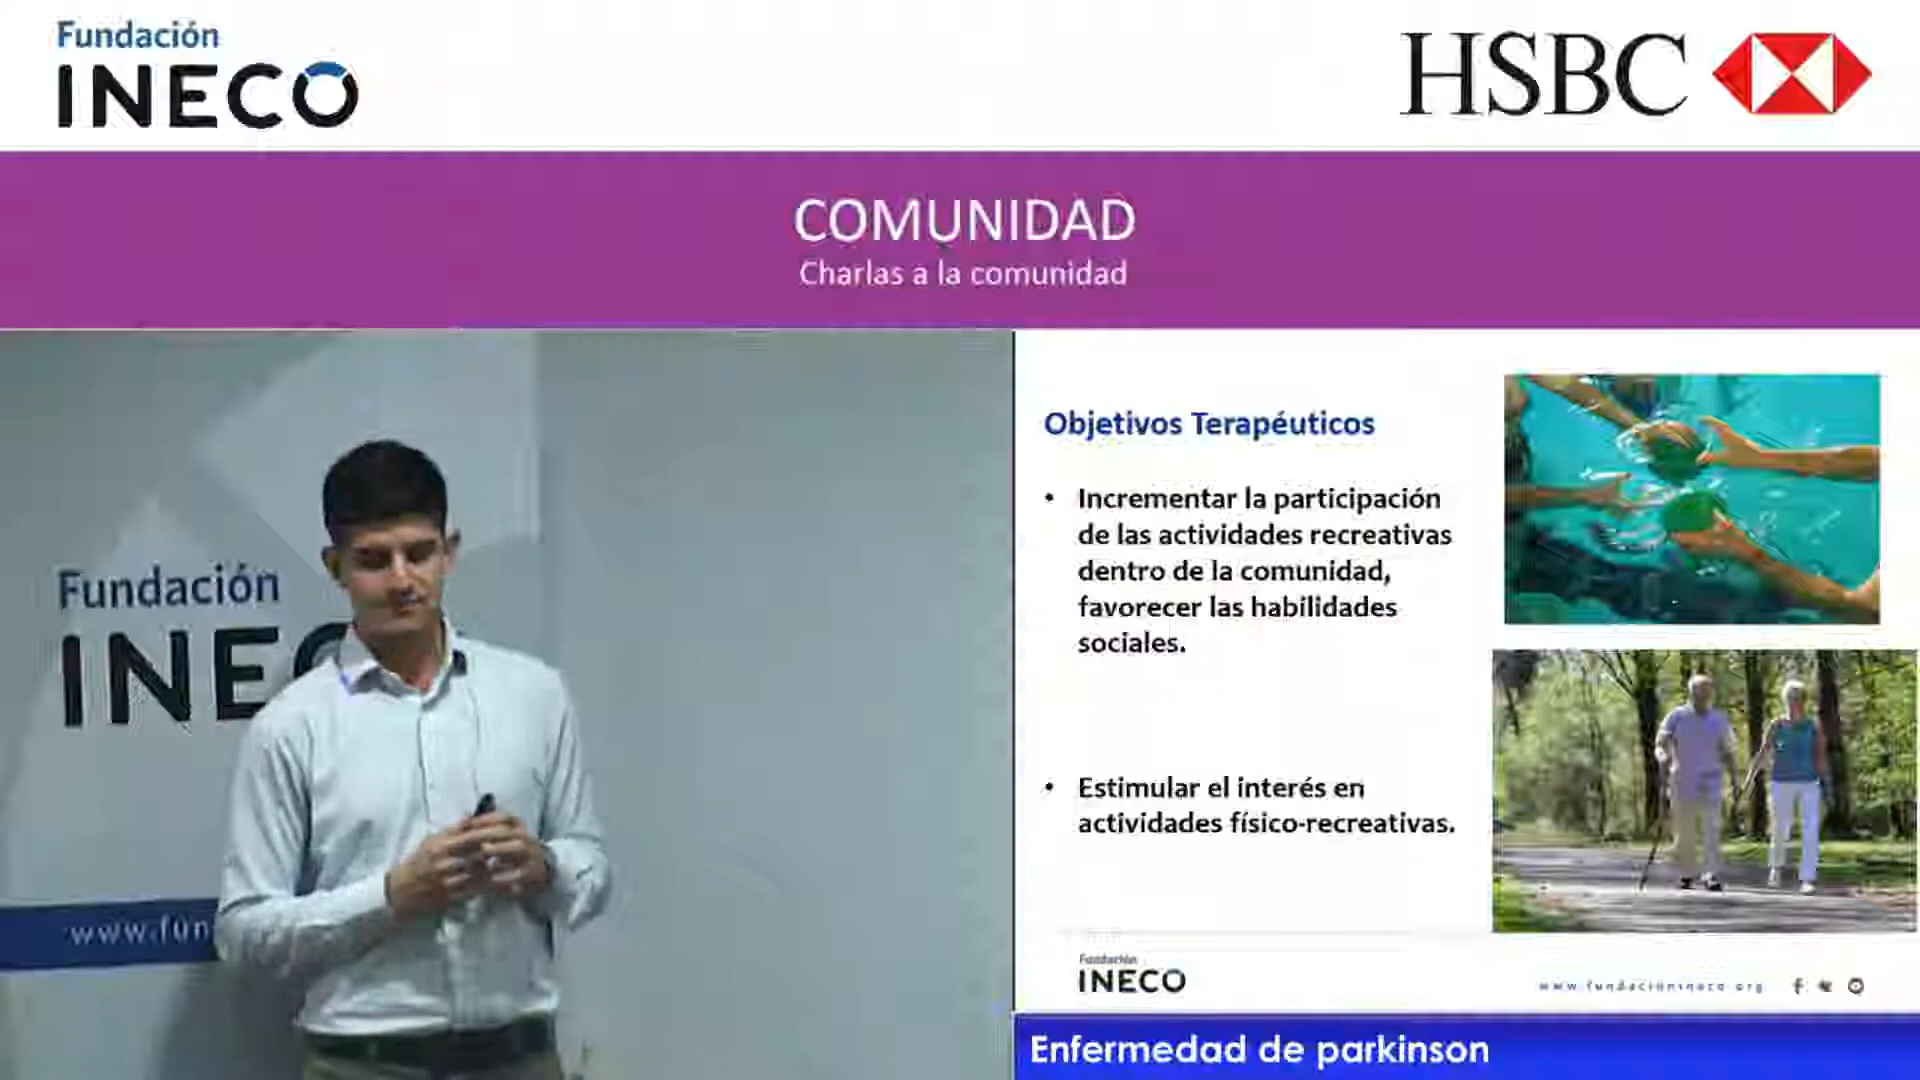 Fundación
INECO
HSBC
COMUNIDAD
Charlas a la comunidad
Fundación
INEC
www.fun
Objetivos Terapéuticos
• Incrementar la participación
de las actividades recreativas
dentro de la comunidad,
favorecer las habilidades
sociales.
• Estimular el interés en
actividades físico-recreativas.
Fundación
INECO
www.fundacionineco.org
Enfermedad de parkinson